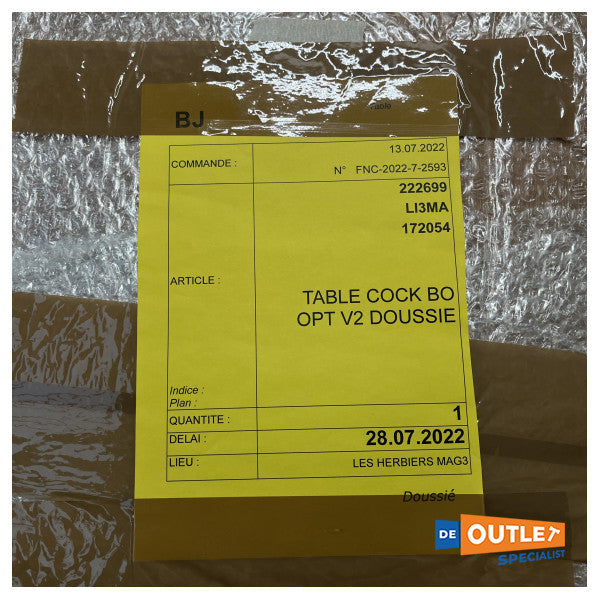 BJ
COMMANDE :
13.07.2022
N° FNC-2022-7-2593
222699
LI3MA
172054
ARTICLE :
TABLE COCK BO
OPT V2 DOUSSIE
Indice :
Plan :
QUANTITE : 1
DELAI : 28.07.2022
LIEU : LES HERBIERS MAG3
Doussié
DE OUTLET
SPECIALIST